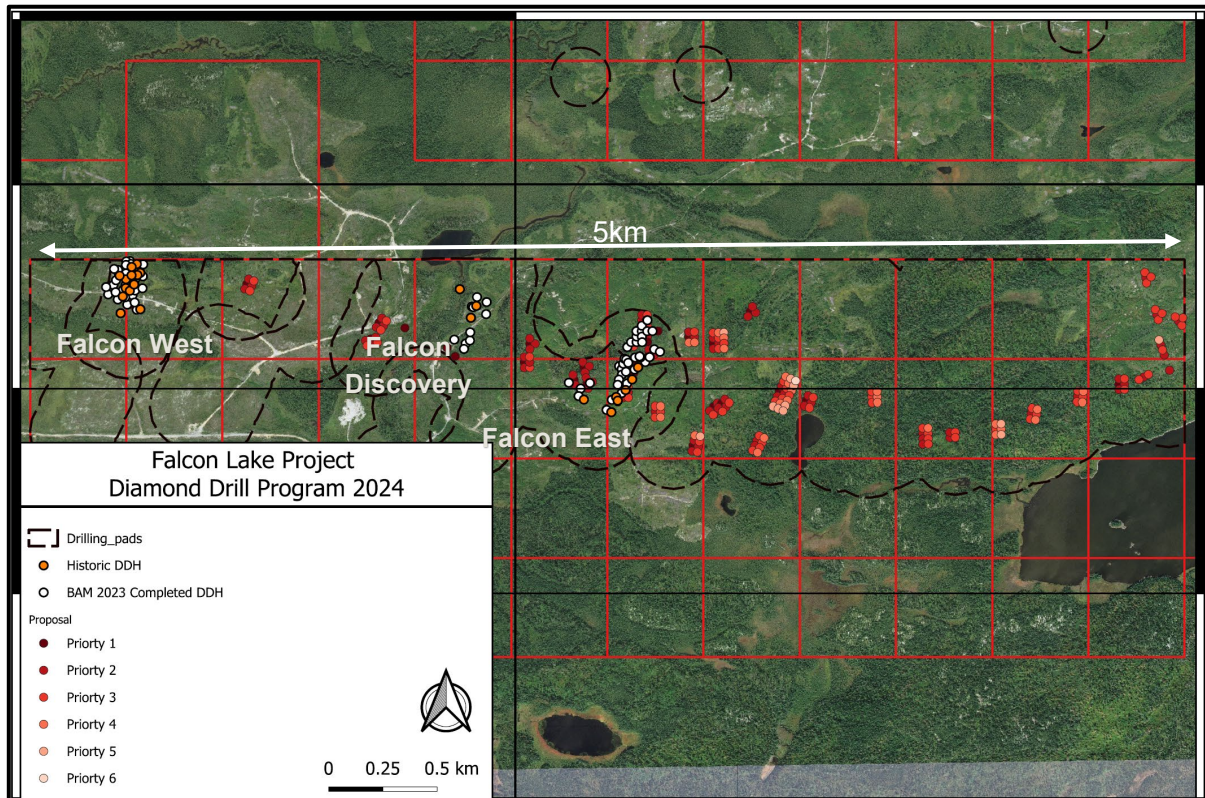 5km
Falcon West
Falcon
Discovery
Falcon East
Falcon Lake Project
Diamond Drill Program 2024
Drilling_pads
Historic DDH
BAM 2023 Completed DDH
Proposal
Priorty 1
Priorty 2
Priorty 3
Priorty 4
Priorty 5
Priorty 6
0 0.25 0.5 km